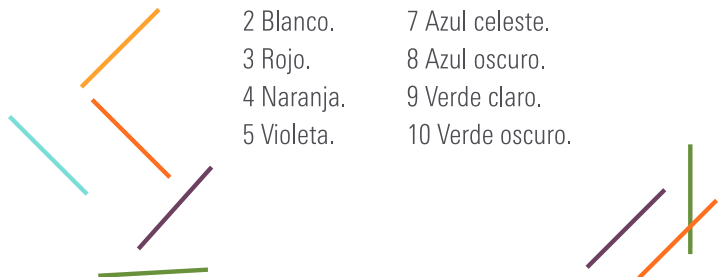 2 Blanco.
3 Rojo.
4 Naranja.
5 Violeta.
7 Azul celeste.
8 Azul oscuro.
9 Verde claro.
10 Verde oscuro.